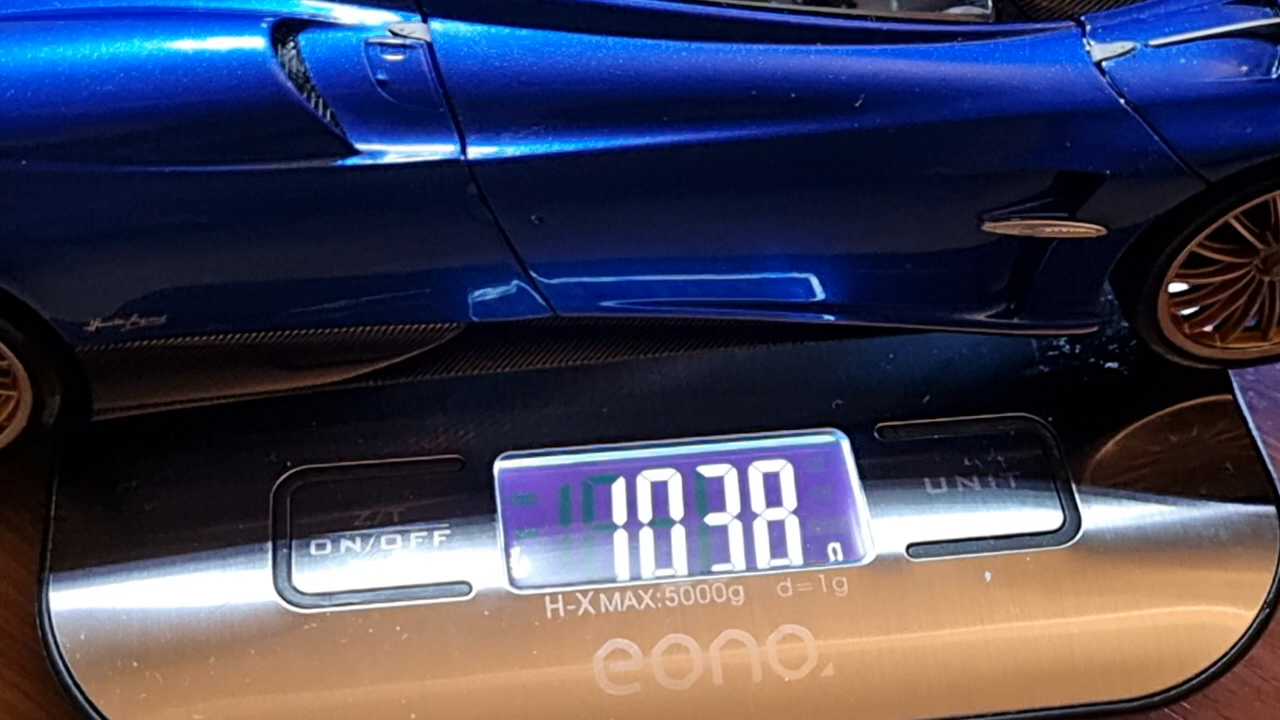 Z/T
ON/OFF
1038 g
UNIT
H-X MAX:5000g d=1g
eono